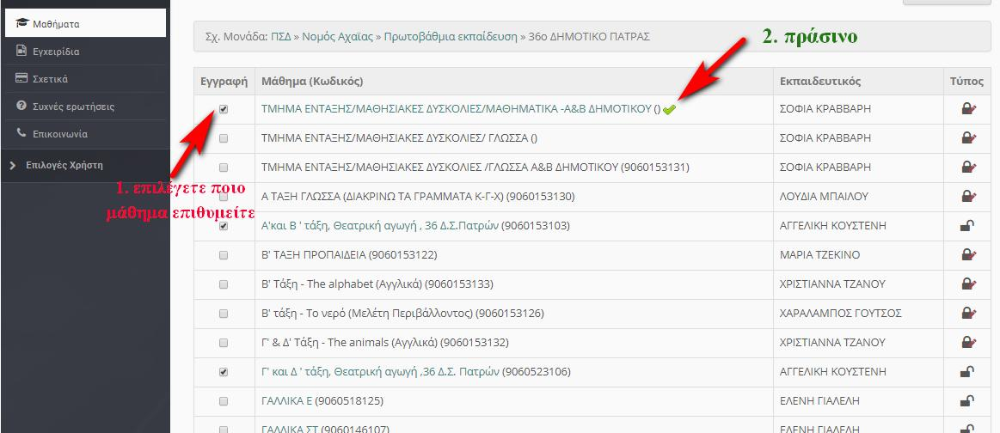 Μαθήματα
Εγχειρίδια
Σχετικά
Συχνές ερωτήσεις
Επικοινωνία
Επιλογές Χρήστη
Σχ. Μονάδα: ΠΣΔ » Νομός Αχαΐας » Πρωτοβάθμια εκπαίδευση » 36ο ΔΗΜΟΤΙΚΟ ΠΑΤΡΑΣ
2. πράσινο
Εγγραφή Μάθημα (Κωδικός) Εκπαιδευτικός Τύπος
ΤΜΗΜΑ ΕΝΤΑΞΗΣ/ΜΑΘΗΣΙΑΚΕΣ ΔΥΣΚΟΛΙΕΣ/ΜΑΘΗΜΑΤΙΚΑ -Α&Β ΔΗΜΟΤΙΚΟΥ () ΣΟΦΙΑ ΚΡΑΒΒΑΡΗ
ΤΜΗΜΑ ΕΝΤΑΞΗΣ/ΜΑΘΗΣΙΑΚΕΣ ΔΥΣΚΟΛΙΕΣ/ ΓΛΩΣΣΑ () ΣΟΦΙΑ ΚΡΑΒΒΑΡΗ
ΤΜΗΜΑ ΕΝΤΑΞΗΣ/ΜΑΘΗΣΙΑΚΕΣ ΔΥΣΚΟΛΙΕΣ /ΓΛΩΣΣΑ Α&Β ΔΗΜΟΤΙΚΟΥ (9060153131) ΣΟΦΙΑ ΚΡΑΒΒΑΡΗ
1. επιλέγετε ποιο
μάθημα επιθυμείτε
Α ΤΑΞΗ ΓΛΩΣΣΑ (ΔΙΑΚΡΙΝΩ ΤΑ ΓΡΑΜΜΑΤΑ Κ-Γ-Χ) (9060153130) ΛΟΥΔΙΑ ΜΠΑΙΛΟΥ
Α'και Β ' τάξη, Θεατρική αγωγή , 36 Δ.Σ.Πατρών (9060153103) ΑΓΓΕΛΙΚΗ ΚΟΥΣΤΕΝΗ
Β' ΤΑΞΗ ΠΡΟΠΑΙΔΕΙΑ (9060153122) ΜΑΡΙΑ ΤΖΕΚΙΝΟ
Β' Τάξη - The alphabet (Αγγλικά) (9060153133) ΧΡΙΣΤΙΑΝΝΑ ΤΖΑΝΟΥ
Β' τάξη - Το νερό (Μελέτη Περιβάλλοντος) (9060153126) ΧΑΡΑΛΑΜΠΟΣ ΓΟΥΤΣΟΣ
Γ' & Δ' Τάξη - The animals (Αγγλικά) (9060153132) ΧΡΙΣΤΙΑΝΝΑ ΤΖΑΝΟΥ
Γ' και Δ ' τάξη, Θεατρική αγωγή ,36 Δ.Σ. Πατρών (9060523106) ΑΓΓΕΛΙΚΗ ΚΟΥΣΤΕΝΗ
ΓΑΛΛΙΚΑ Ε (9060518125) ΕΛΕΝΗ ΓΙΑΛΕΛΗ
ΓΑΛΛΙΚΑ ΣΤ (9060146107) ΕΛΕΝΗ ΓΙΑΛΕΛΗ